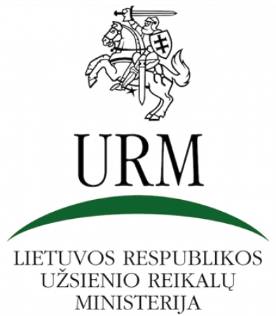 URM
LIETUVOS RESPUBLIKOS
UŽSIENIO REIKALŲ
MINISTERIJA